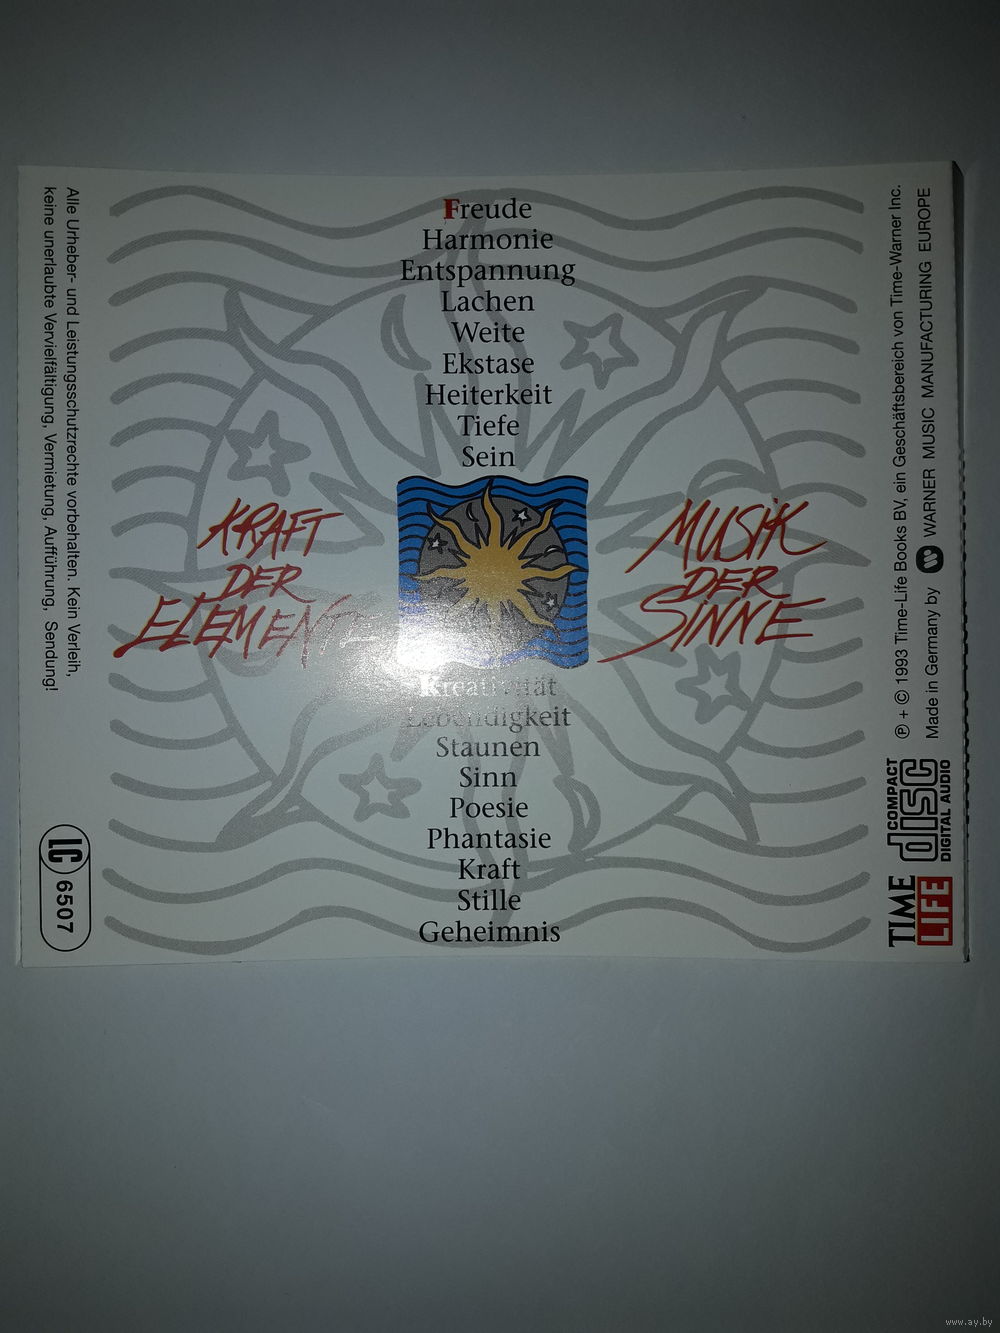 Freude
Harmonie
Entspannung
Lachen
Weite
Ekstase
Heiterkeit
Tiefe
Sein
KRAFT
DER
ELEMENTE
MUSIK
DER
SINNE
Kreativität
Lebendigkeit
Staunen
Sinn
Poesie
Phantasie
Kraft
Stille
Geheimnis
Alle Urheber- und Leistungsschutzrechte vorbehalten. Kein Verleih,
keine unerlaubte Vervielfältigung, Vermietung, Aufführung, Sendung!
LC 6507
℗ + © 1993 Time-Life Books BV, ein Geschäftsbereich von Time-Warner Inc.
Made in Germany by WARNER MUSIC MANUFACTURING EUROPE
COMPACT
disc
DIGITAL AUDIO
TIME
LIFE
www.ay.by